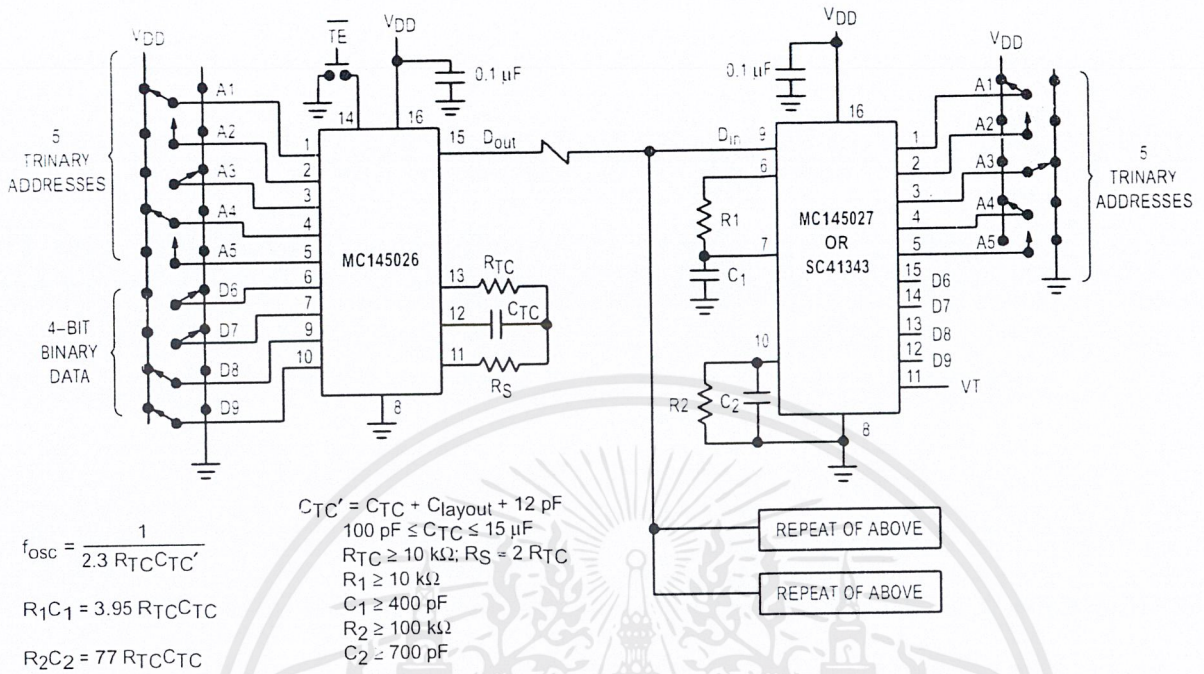 VDD
TE
VDD
0.1 µF
14
16
5
TRINARY
ADDRESSES
A1
A2
A3
A4
A5
4-BIT
BINARY
DATA
D6
D7
D8
D9
1
2
3
4
5
6
7
9
10
MC145026
15
Dout
13
RTC
12
CTC
11
RS
8
VDD
0.1 µF
16
Din
9
6
R1
7
C1
10
R2
C2
MC145027
OR
SC41343
8
1
2
3
4
5
15
D6
14
D7
13
D8
12
D9
11
VT
VDD
A1
A2
A3
A4
A5
5
TRINARY
ADDRESSES
REPEAT OF ABOVE
REPEAT OF ABOVE
fosc = 1 / 2.3 RTCCTC′
R1C1 = 3.95 RTCCTC
R2C2 = 77 RTCCTC
CTC′ = CTC + Clayout + 12 pF
100 pF ≤ CTC ≤ 15 µF
RTC ≥ 10 kΩ; RS ≈ 2 RTC
R1 ≥ 10 kΩ
C1 ≥ 400 pF
R2 ≥ 100 kΩ
C2 ≥ 700 pF